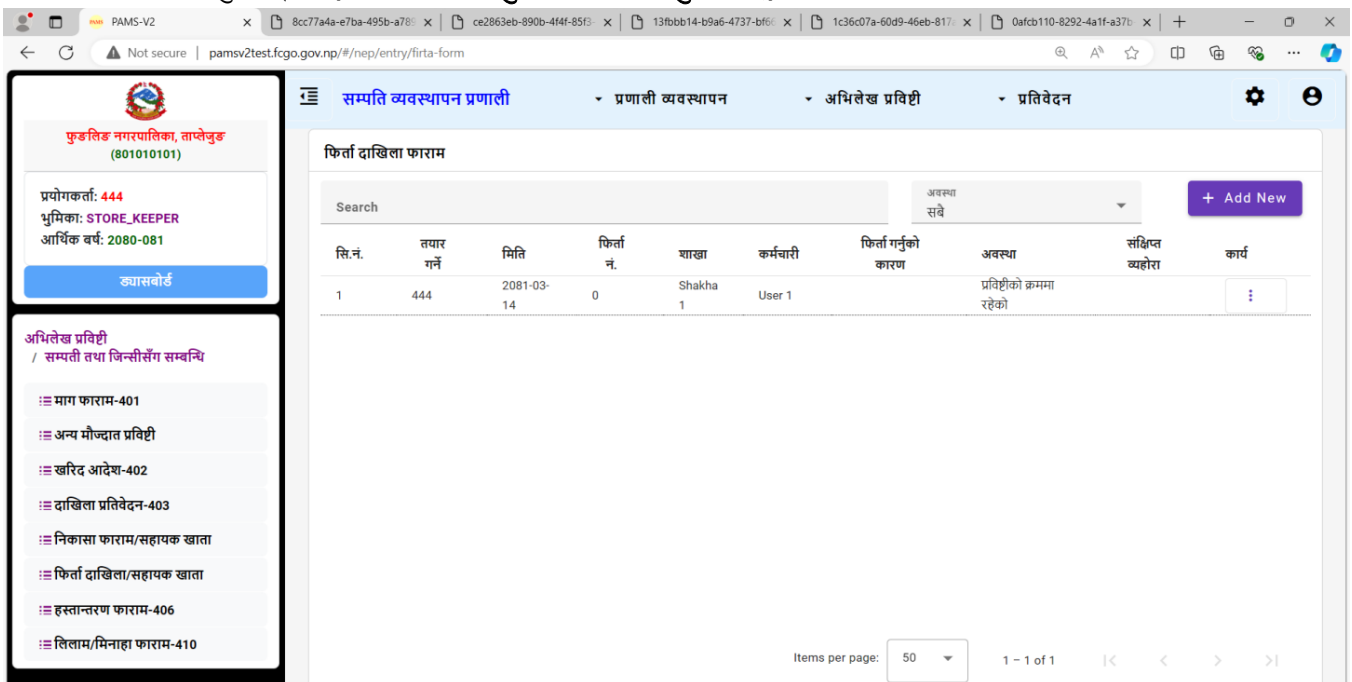 PAMS-V2
8cc77a4a-e7ba-495b-a789
ce2863eb-890b-4f4f-85f3-
13fbbb14-b9a6-4737-bf66
1c36c07a-60d9-46eb-817a
0afcb110-8292-4a1f-a37b
Not secure | pamsv2test.fcgo.gov.np/#/nep/entry/firta-form
सम्पति व्यवस्थापन प्रणाली
प्रणाली व्यवस्थापन
अभिलेख प्रविष्टी
प्रतिवेदन
फुङलिङ नगरपालिका, ताप्लेजुङ
(801010101)
प्रयोगकर्ता: 444
भुमिका: STORE_KEEPER
आर्थिक बर्ष: 2080-081
ड्यासबोर्ड
अभिलेख प्रविष्टी
/ सम्पती तथा जिन्सीसँग सम्बन्धि
माग फाराम-401
अन्य मौज्दात प्रविष्टी
खरिद आदेश-402
दाखिला प्रतिवेदन-403
निकासा फाराम/सहायक खाता
फिर्ता दाखिला/सहायक खाता
हस्तान्तरण फाराम-406
लिलाम/मिनाहा फाराम-410
फिर्ता दाखिला फाराम
Search
अवस्था
सबै
+ Add New
सि.नं. तयार गर्ने मिति फिर्ता नं. शाखा कर्मचारी फिर्ता गर्नुको कारण अवस्था संक्षिप्त व्यहोरा कार्य
1 444 2081-03-14 0 Shakha 1 User 1 प्रविष्टीको क्रममा रहेको
Items per page: 50 1 – 1 of 1